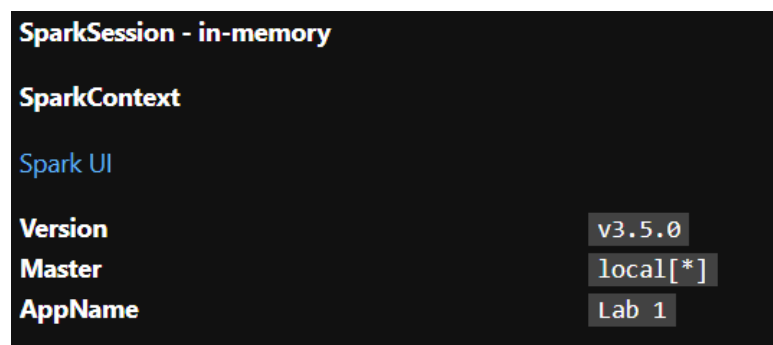 SparkSession - in-memory
SparkContext
Spark UI
Version v3.5.0
Master local[*]
AppName Lab 1